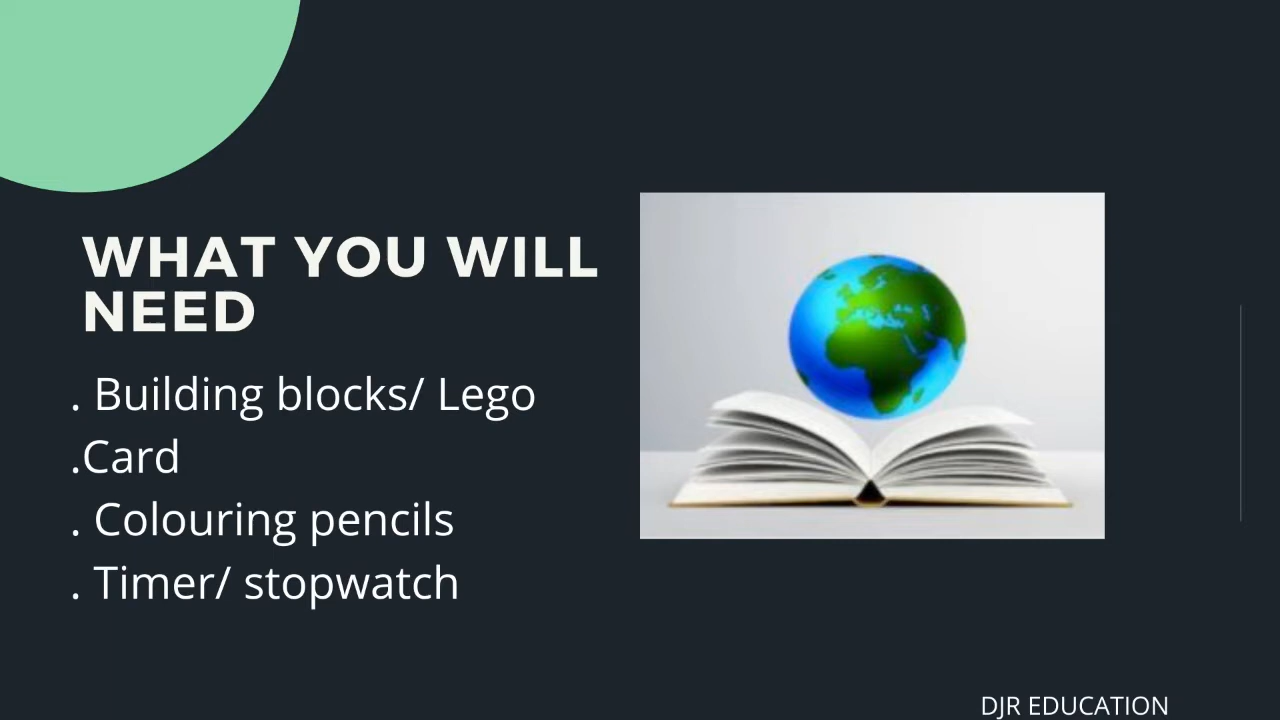 WHAT YOU WILL
NEED
. Building blocks/ Lego
.Card
. Colouring pencils
. Timer/ stopwatch
DJR EDUCATION